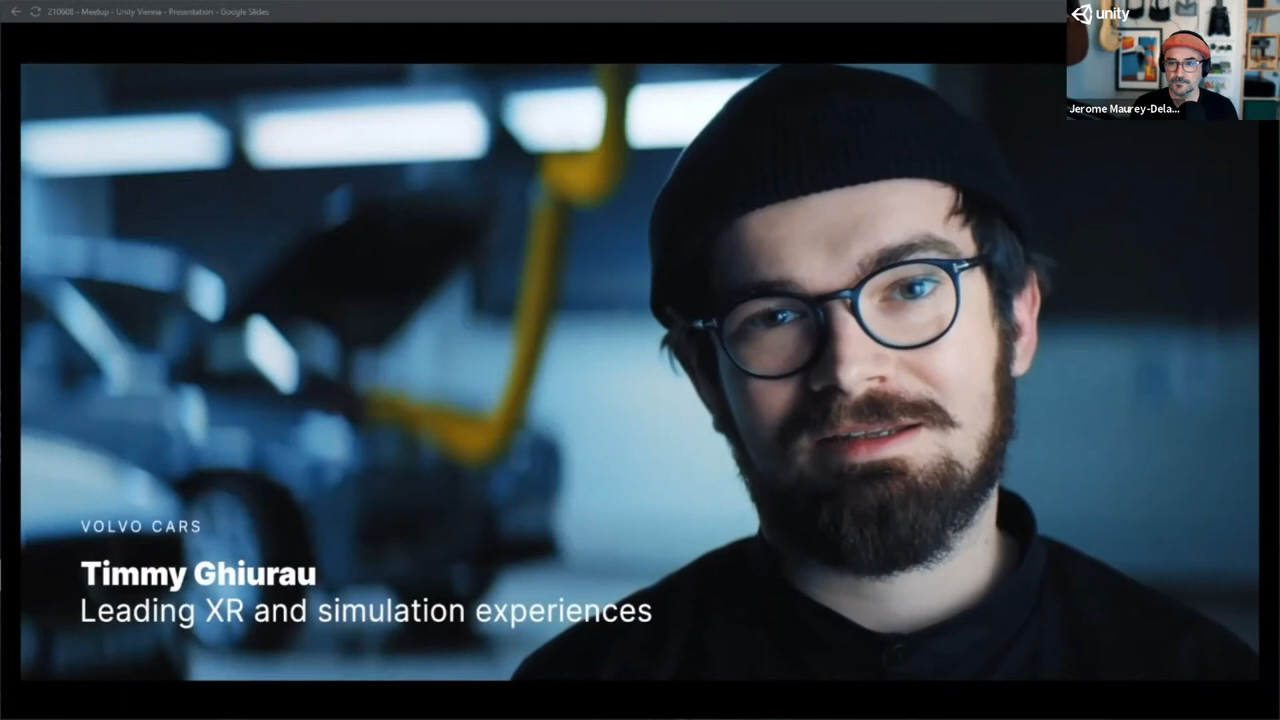 210608 - Meetup - Unity Vienna - Presentation - Google Slides
unity
Jerome Maurey-Dela...
VOLVO CARS
Timmy Ghiurau
Leading XR and simulation experiences